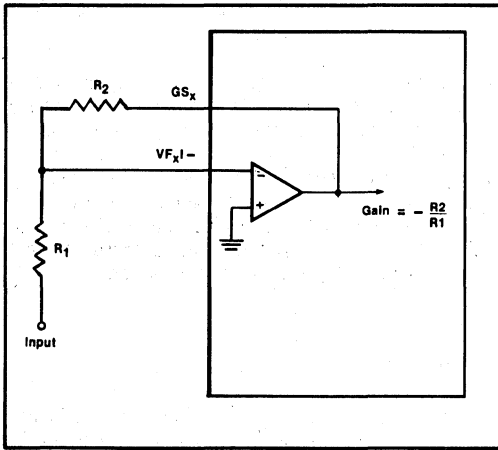 R2
GSx
VFxI–
–
+
Gain = – R2/R1
R1
Input